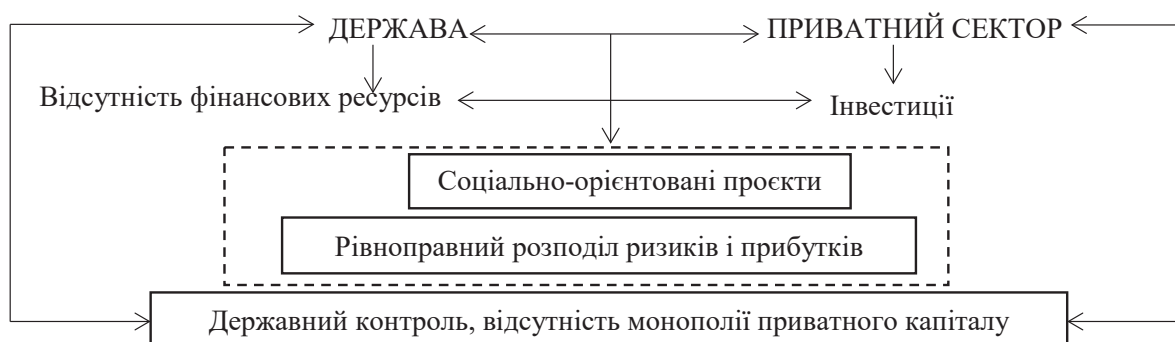 ДЕРЖАВА ПРИВАТНИЙ СЕКТОР
Відсутність фінансових ресурсів Інвестиції
Соціально-орієнтовані проєкти
Рівноправний розподіл ризиків і прибутків
Державний контроль, відсутність монополії приватного капіталу